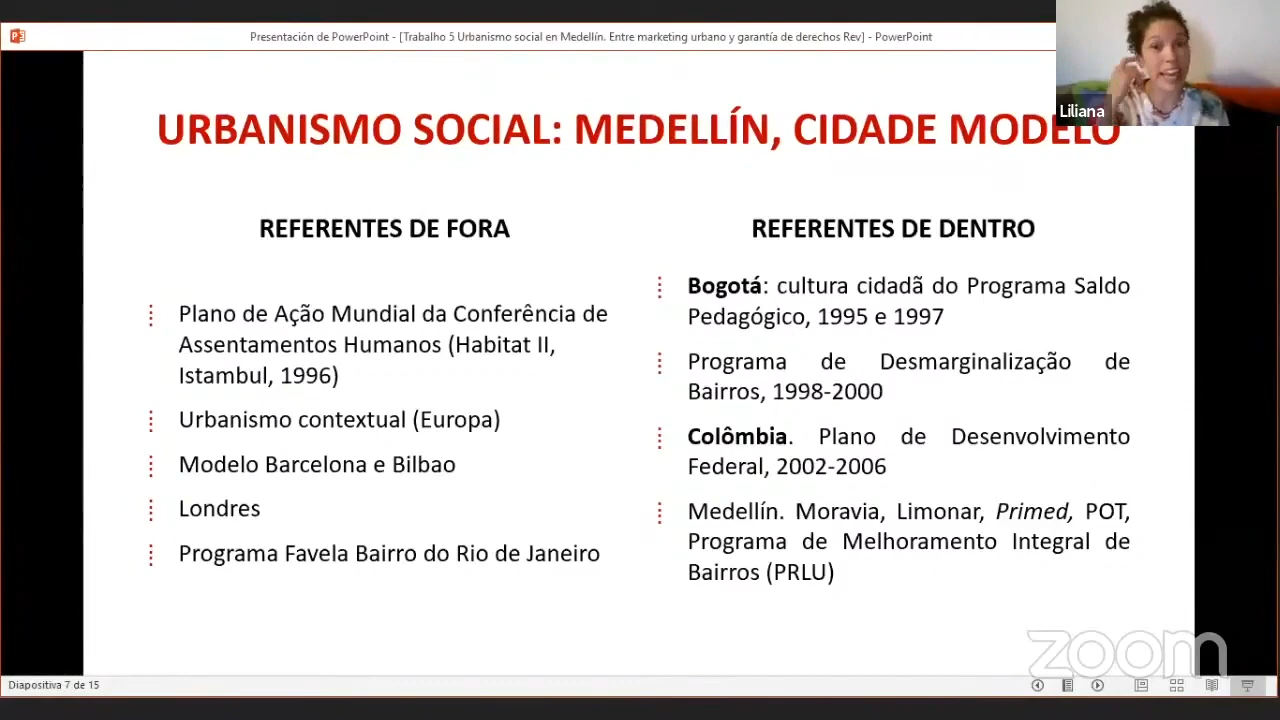 Presentación de PowerPoint - [Trabalho 5 Urbanismo social en Medellín. Entre marketing urbano y garantía de derechos Rev] - PowerPoint
Liliana
URBANISMO SOCIAL: MEDELLÍN, CIDADE MODELO
REFERENTES DE FORA
Plano de Ação Mundial da Conferência de
Assentamentos Humanos (Habitat II,
Istambul, 1996)
Urbanismo contextual (Europa)
Modelo Barcelona e Bilbao
Londres
Programa Favela Bairro do Rio de Janeiro
REFERENTES DE DENTRO
Bogotá: cultura cidadã do Programa Saldo
Pedagógico, 1995 e 1997
Programa de Desmarginalização de
Bairros, 1998-2000
Colômbia. Plano de Desenvolvimento
Federal, 2002-2006
Medellín. Moravia, Limonar, Primed, POT,
Programa de Melhoramento Integral de
Bairros (PRLU)
zoom
Diapositiva 7 de 15